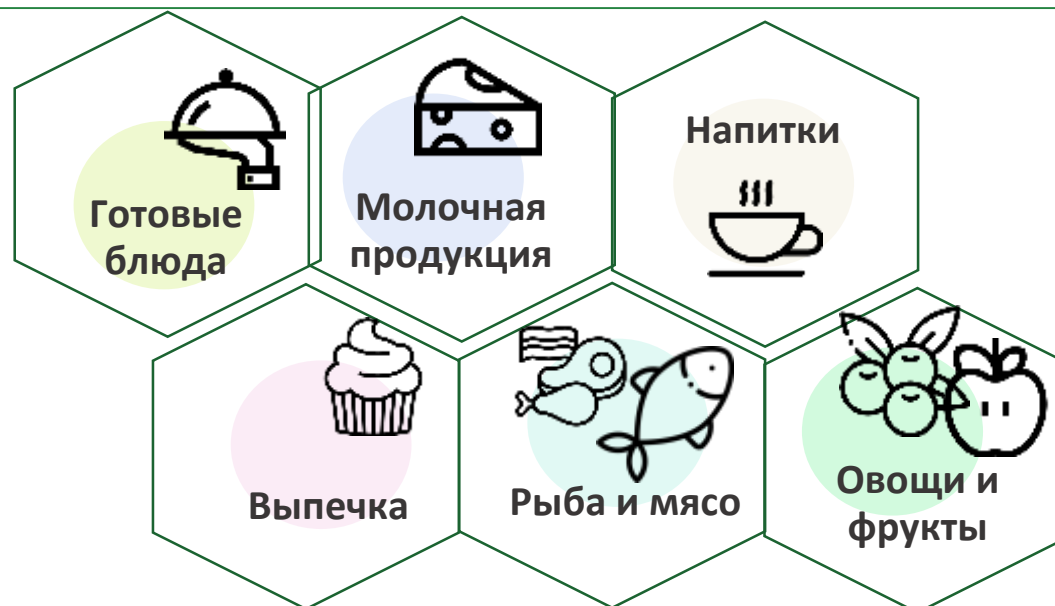 Готовые
блюда
Молочная
продукция
Напитки
Выпечка
Рыба и мясо
Овощи и
фрукты